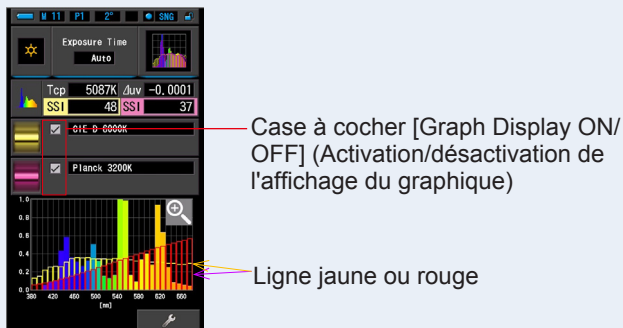 M 11 P1 2° SNG
Exposure Time
Auto
Tcp 5087K Δuv -0.0001
SSI 48 SSI 37
CIE D 8000K
Planck 3200K
Case à cocher [Graph Display ON/
OFF] (Activation/désactivation de
l'affichage du graphique)
1.0
0.8
0.6
0.4
0.2
0.0
380 420 460 500 540 580 620 660
[nm]
Ligne jaune ou rouge